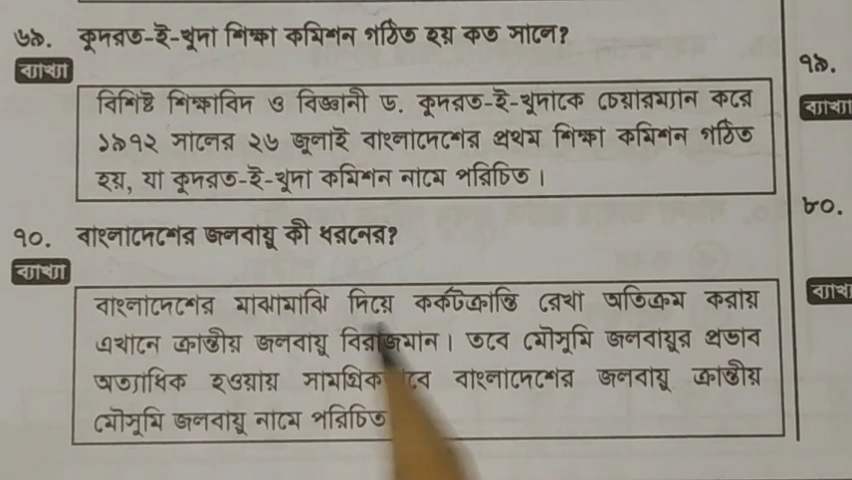 ৬৯. কুদরত-ই-খুদা শিক্ষা কমিশন গঠিত হয় কত সালে?
ব্যাখ্যা
বিশিষ্ট শিক্ষাবিদ ও বিজ্ঞানী ড. কুদরত-ই-খুদাকে চেয়ারম্যান করে
১৯৭২ সালের ২৬ জুলাই বাংলাদেশের প্রথম শিক্ষা কমিশন গঠিত
হয়, যা কুদরত-ই-খুদা কমিশন নামে পরিচিত।
৭০. বাংলাদেশের জলবায়ু কী ধরনের?
ব্যাখ্যা
বাংলাদেশের মাঝামাঝি দিয়ে কর্কটক্রান্তি রেখা অতিক্রম করায়
এখানে ক্রান্তীয় জলবায়ু বিরাজমান। তবে মৌসুমি জলবায়ুর প্রভাব
অত্যাধিক হওয়ায় বাংলাদেশের জলবায়ু ক্রান্তীয়
মৌসুমি জলবায়ু নামে পরিচিত
৭৯.
ব্যাখ্যা
৮০.